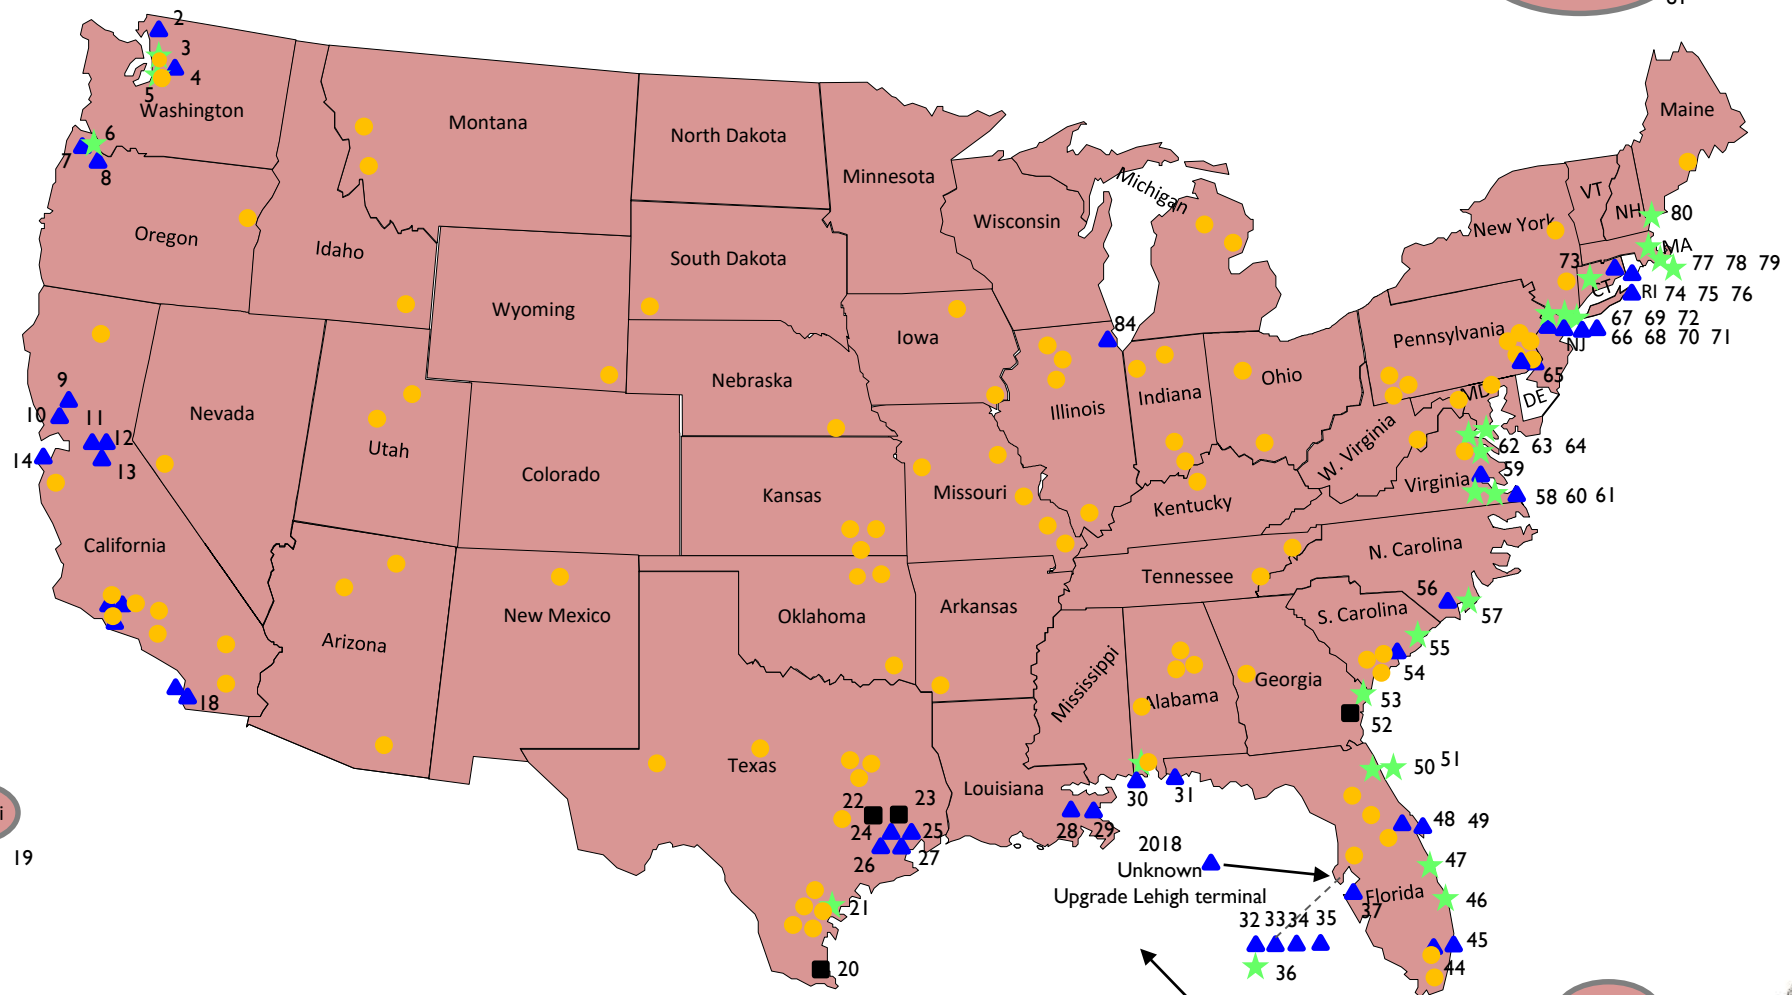 81
2
3
4
5
Washington
6
7
8
Montana
North Dakota
Minnesota
Michigan
Wisconsin
Maine
VT
NH
80
New York
MA
77 78 79
73
CT
RI 74 75 76
67 69 72
66 68 70 71
NJ
Pennsylvania
65
Oregon
Idaho
South Dakota
Wyoming
Iowa
84
Nebraska
Illinois
Indiana
Ohio
MD
DE
W. Virginia
62 63 64
59
Virginia
58 60 61
9
10
11
12
13
14
Nevada
Utah
Colorado
Kansas
Missouri
Kentucky
California
N. Carolina
Tennessee
56
57
S. Carolina
55
54
53
52
Arizona
New Mexico
Oklahoma
Arkansas
Mississippi
Alabama
Georgia
18
Texas
Louisiana
50 51
22 23
24 25
26 27
28 29
30
31
48 49
2018
Unknown
Upgrade Lehigh terminal
47
46
Florida
37
32 33 34 35
36
45
44
21
20
i
19